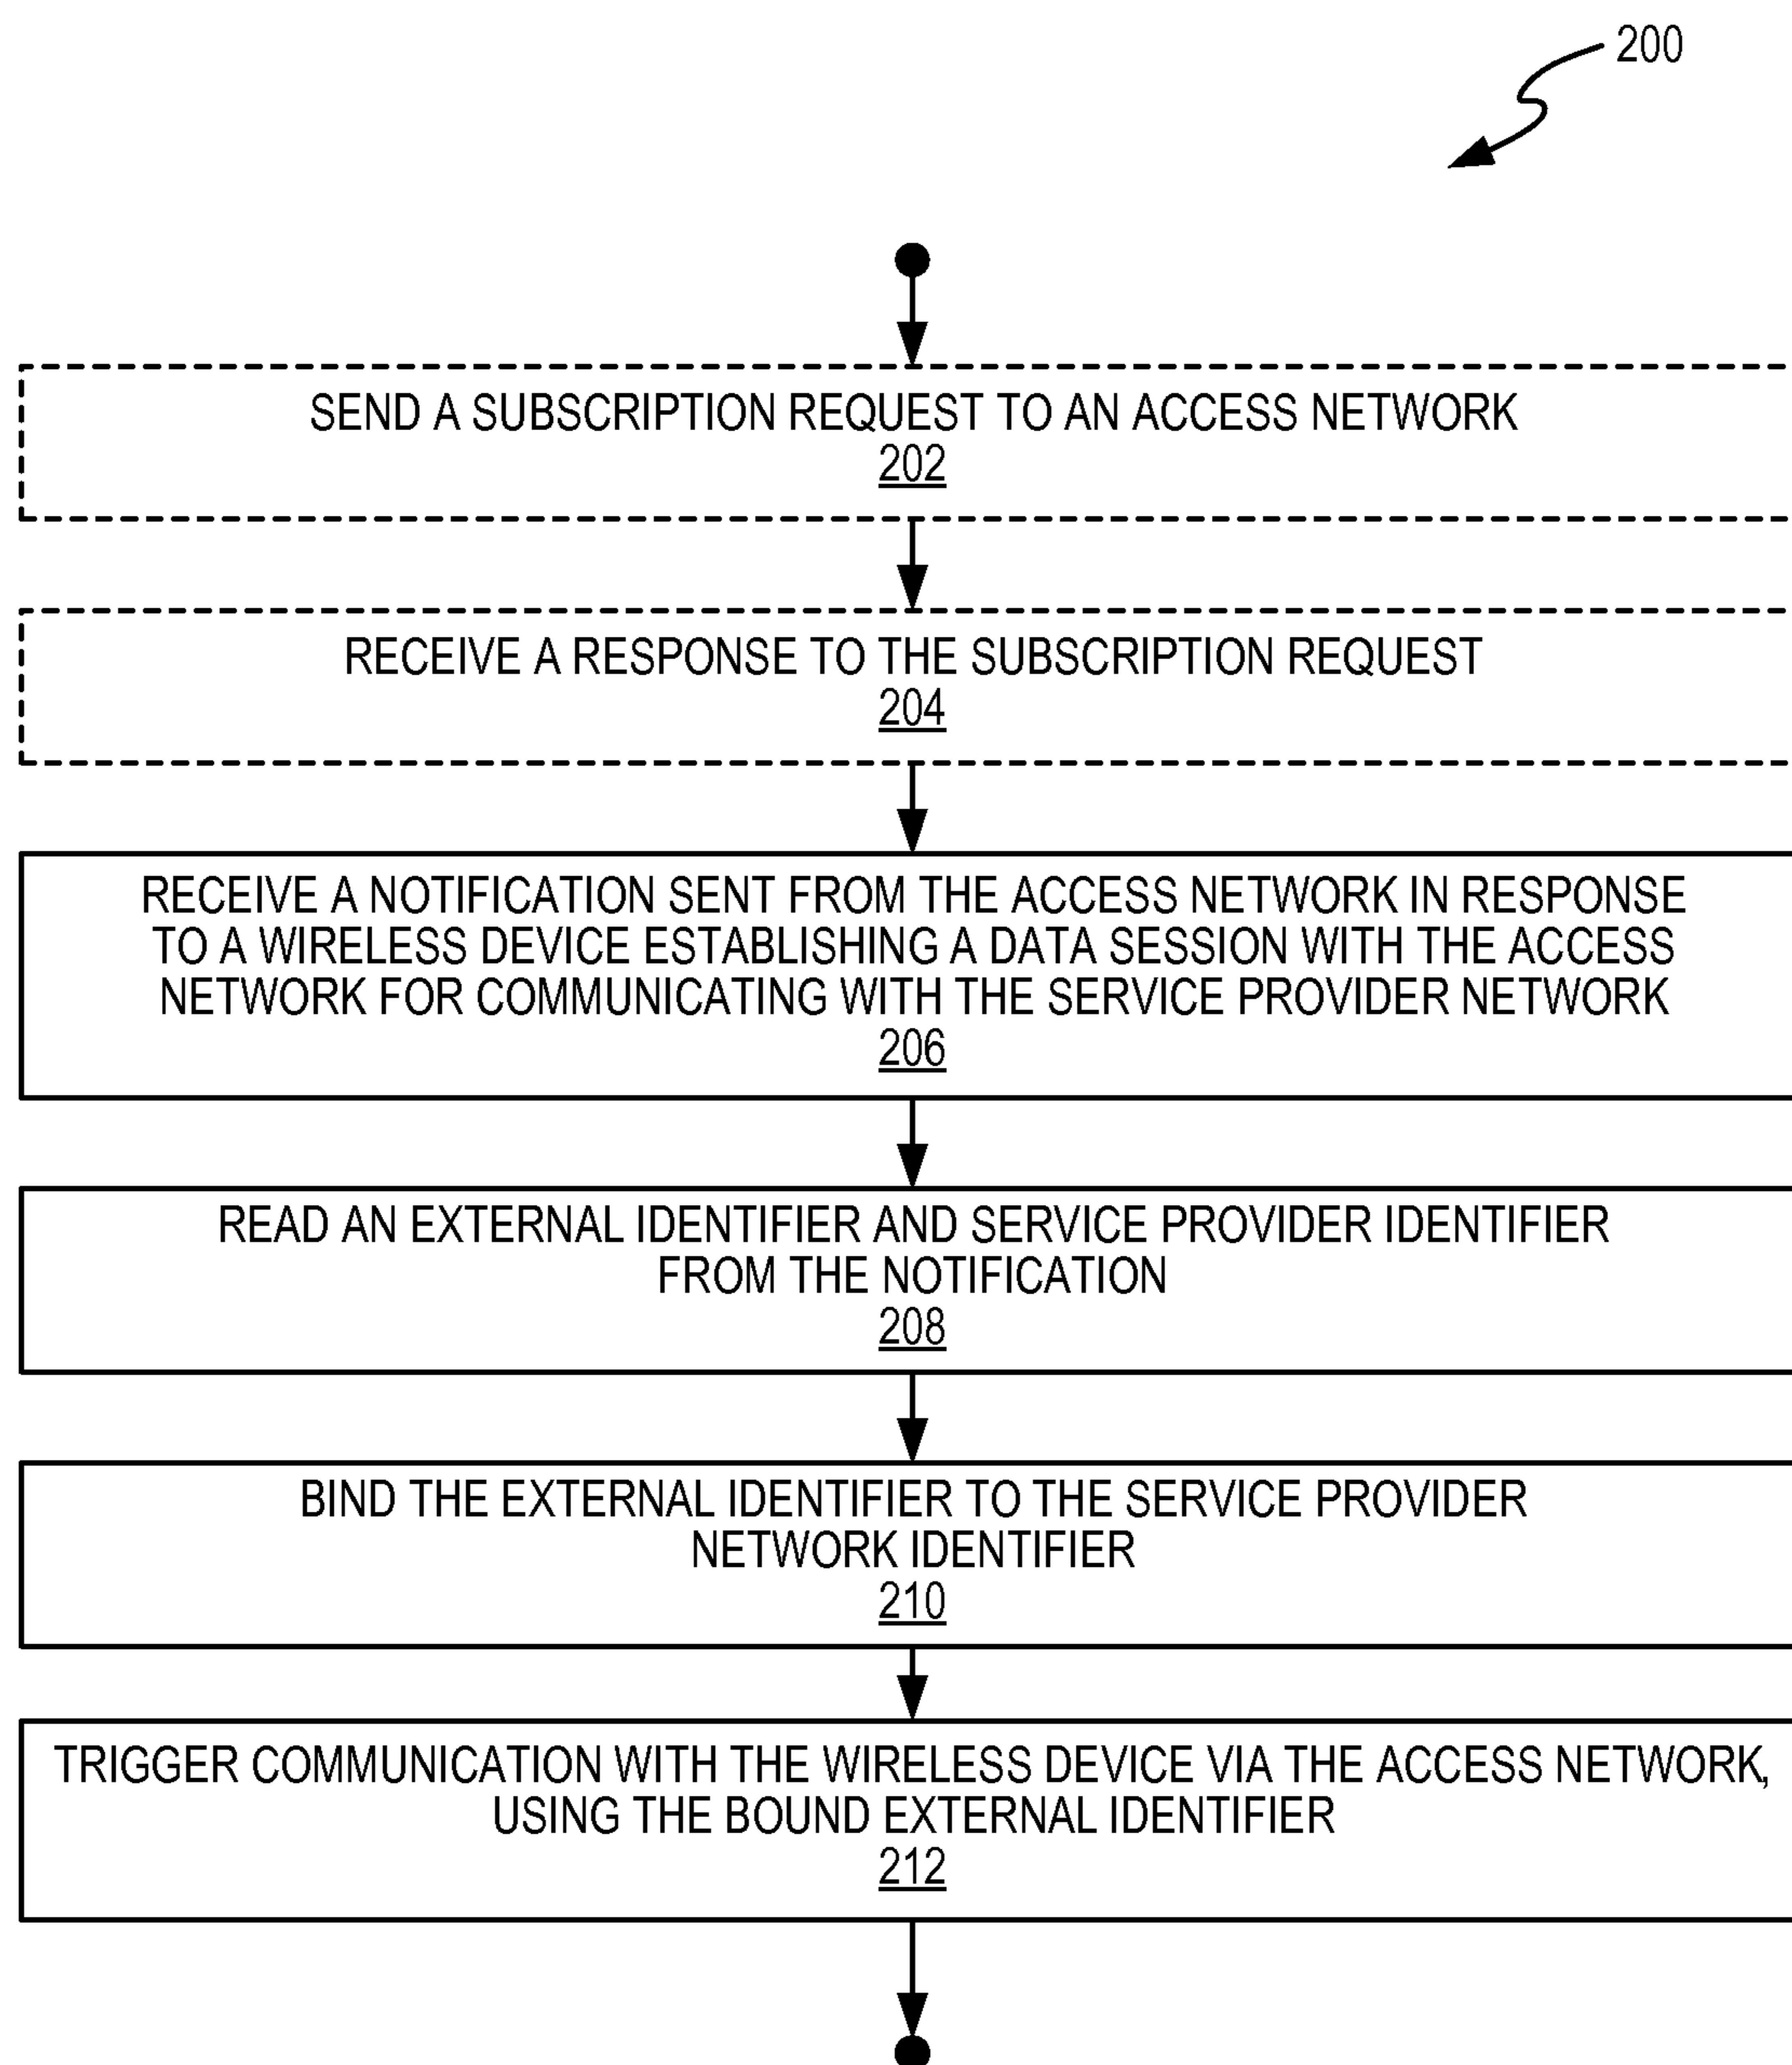 200
SEND A SUBSCRIPTION REQUEST TO AN ACCESS NETWORK
202
RECEIVE A RESPONSE TO THE SUBSCRIPTION REQUEST
204
RECEIVE A NOTIFICATION SENT FROM THE ACCESS NETWORK IN RESPONSE
TO A WIRELESS DEVICE ESTABLISHING A DATA SESSION WITH THE ACCESS
NETWORK FOR COMMUNICATING WITH THE SERVICE PROVIDER NETWORK
206
READ AN EXTERNAL IDENTIFIER AND SERVICE PROVIDER IDENTIFIER
FROM THE NOTIFICATION
208
BIND THE EXTERNAL IDENTIFIER TO THE SERVICE PROVIDER
NETWORK IDENTIFIER
210
TRIGGER COMMUNICATION WITH THE WIRELESS DEVICE VIA THE ACCESS NETWORK,
USING THE BOUND EXTERNAL IDENTIFIER
212